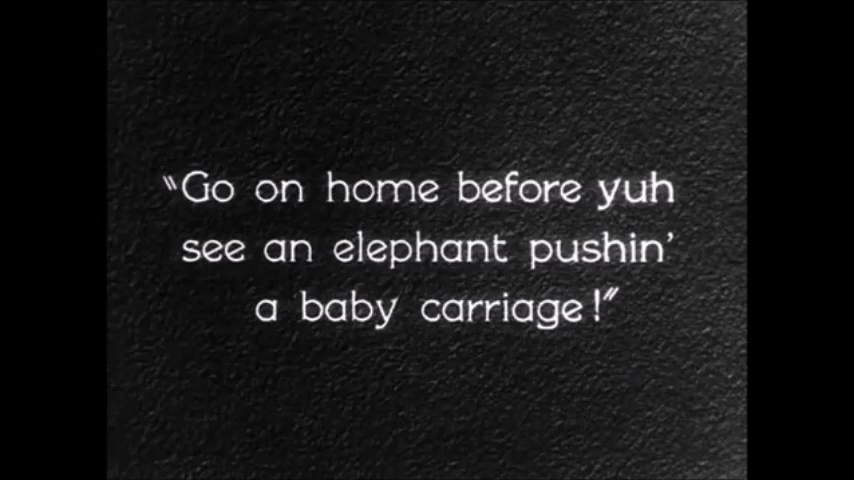 "Go on home before yuh
see an elephant pushin'
a baby carriage!"